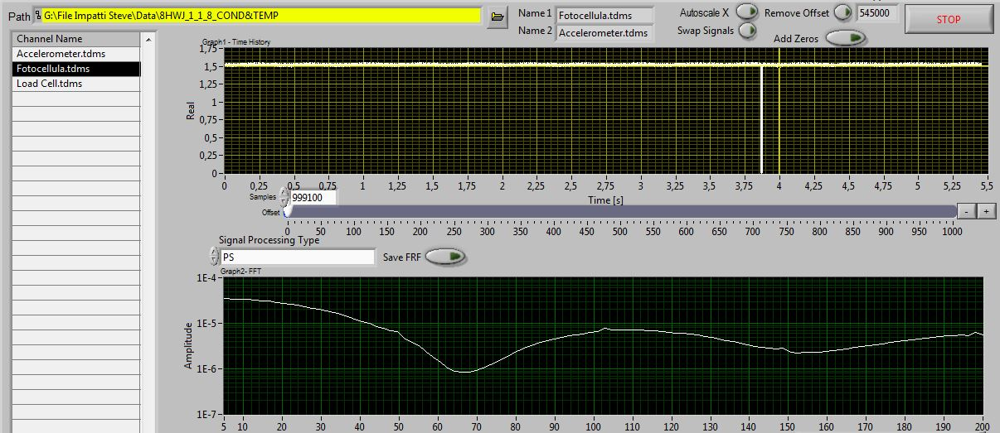 Path G:\File Impatti Steve\Data\8HWJ_1_1_8_COND&TEMP
Name 1 Fotocellula.tdms
Name 2 Accelerometer.tdms
Autoscale X Remove Offset 545000
Swap Signals
Add Zeros
STOP
Channel Name
Accelerometer.tdms
Fotocellula.tdms
Load Cell.tdms
Graph1 - Time History
1,75
1,5
1,25
1
0,75
0,5
0,25
0
Real
0 0,25 0,5 0,75 1 1,25 1,5 1,75 2 2,25 2,5 2,75 3 3,25 3,5 3,75 4 4,25 4,5 4,75 5 5,25 5,5
Time [s]
Samples 999100
Offset - +
0 50 100 150 200 250 300 350 400 450 500 550 600 650 700 750 800 850 900 950 1000
Signal Processing Type
PS Save FRF
Graph2- FFT
1E-4
1E-5
1E-6
1E-7
Amplitude
5 10 20 30 40 50 60 70 80 90 100 110 120 130 140 150 160 170 180 190 200